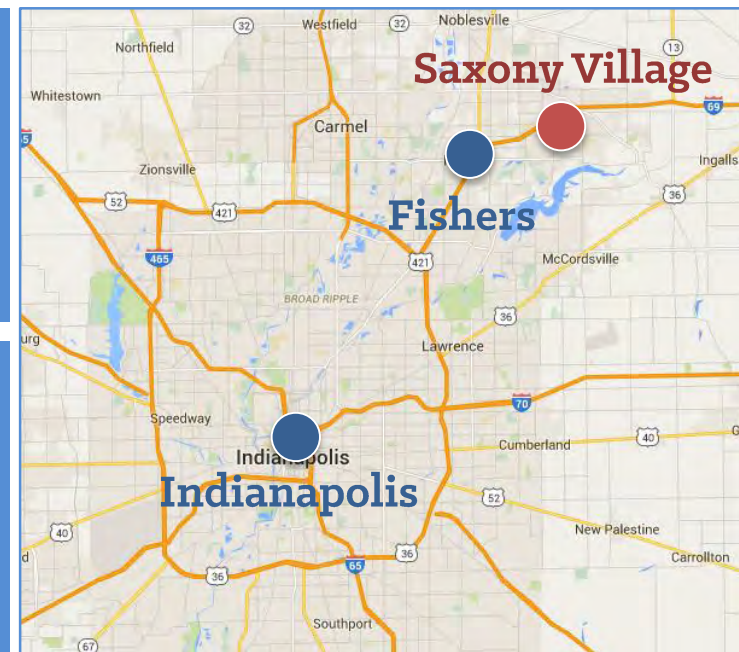 Westfield
32
32
Noblesville
Northfield
13
Saxony Village
Whitestown
69
Carmel
5
Zionsville
Ingalls
52
421
Fishers
36
465
421
McCordsville
BROAD RIPPLE
36
urg
Lawrence
70
Speedway
Indianapolis
40
Cumberland
Indianapolis
52
40
New Palestine
36
65
Carrollton
36
Southport
67